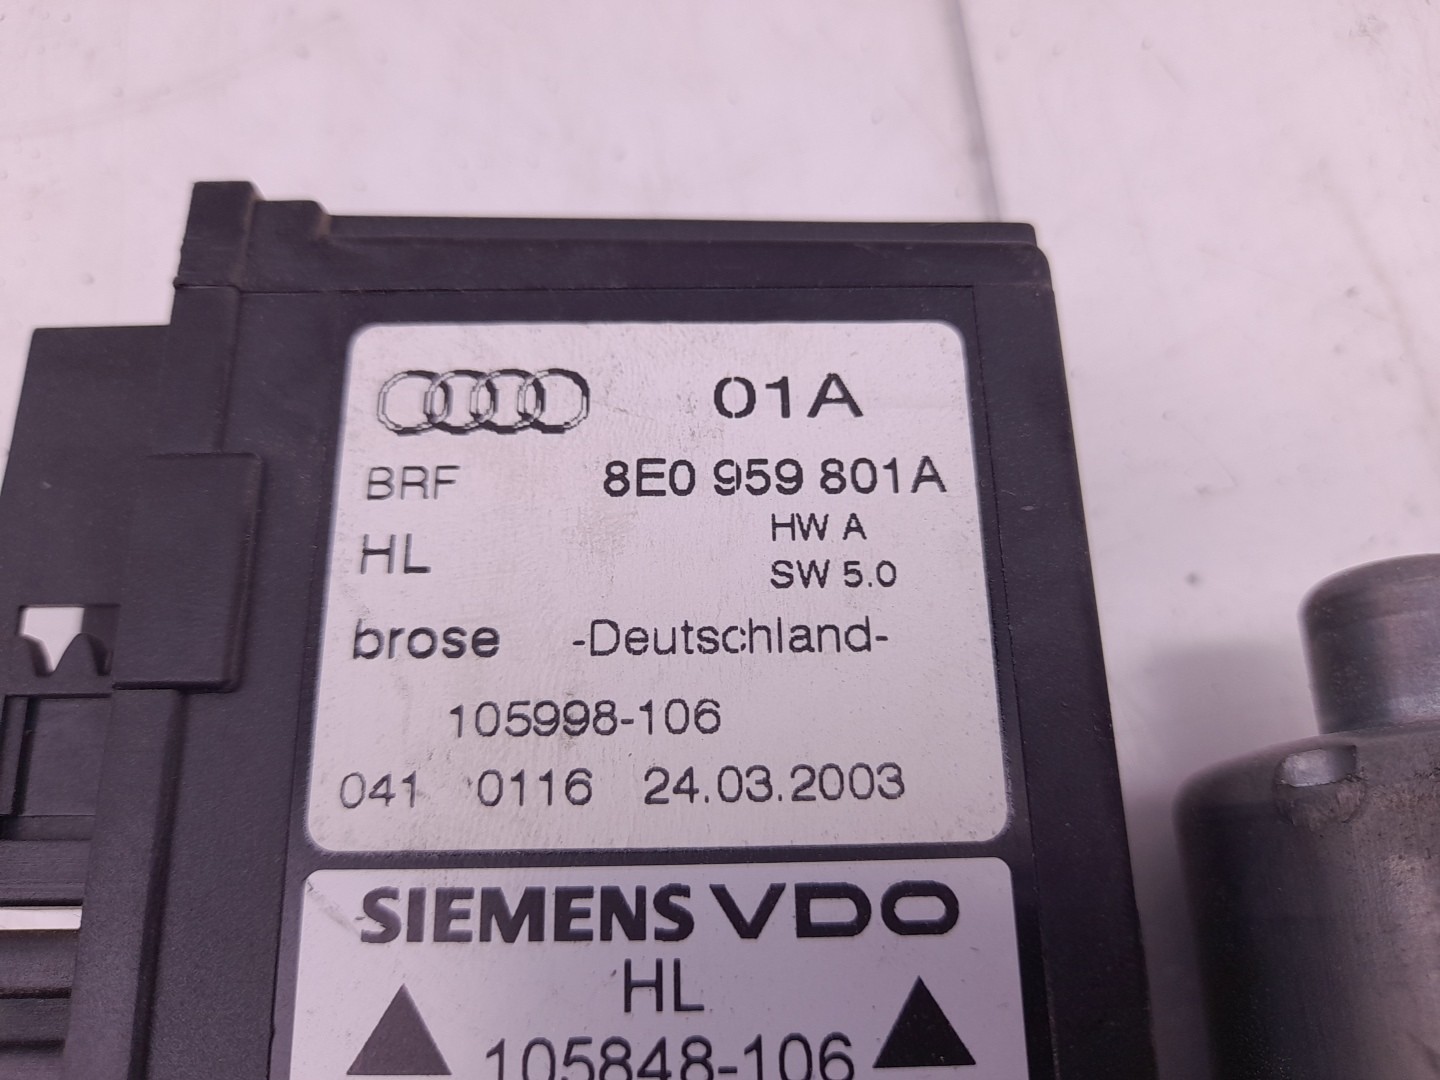 01A
BRF 8E0 959 801A
HL HW A
SW 5.0
brose -Deutschland-
105998-106
041 0116 24.03.2003
SIEMENS VDO
HL
105848-106